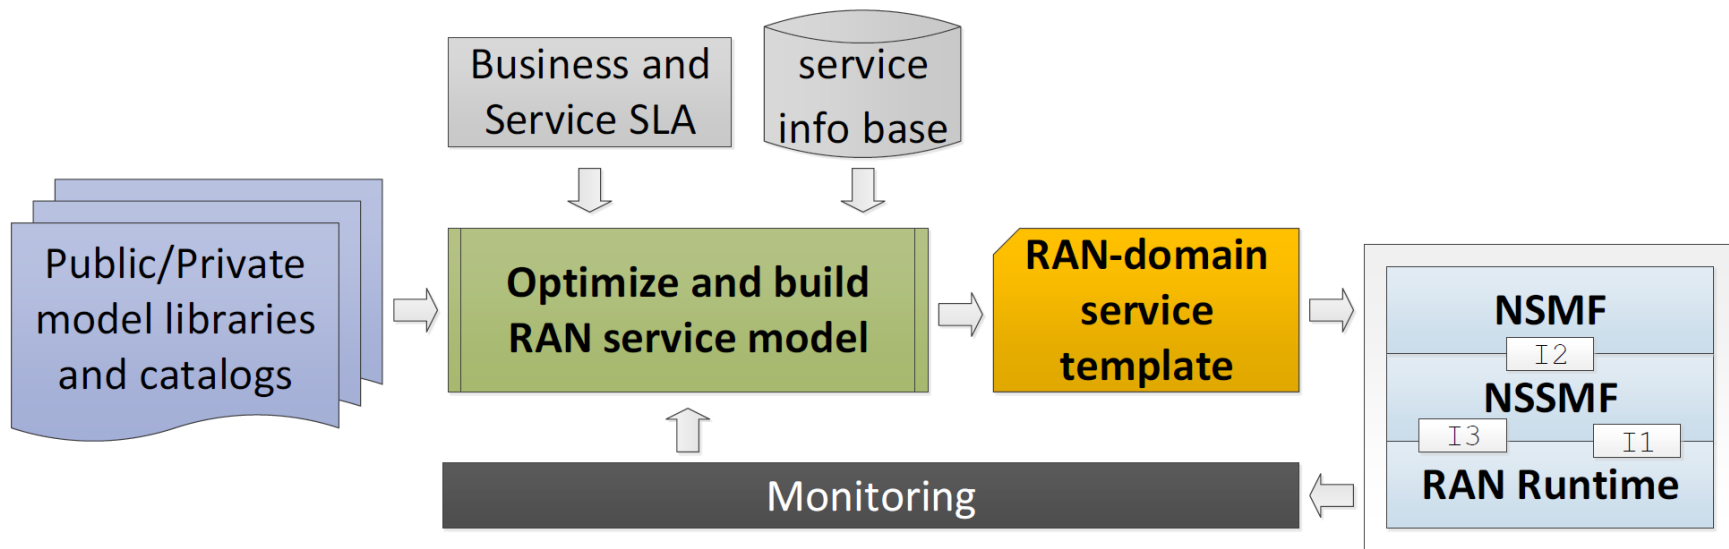 Business and
Service SLA
service
info base
Public/Private
model libraries
and catalogs
Optimize and build
RAN service model
RAN-domain
service
template
NSMF
I2
NSSMF
I3
I1
RAN Runtime
Monitoring